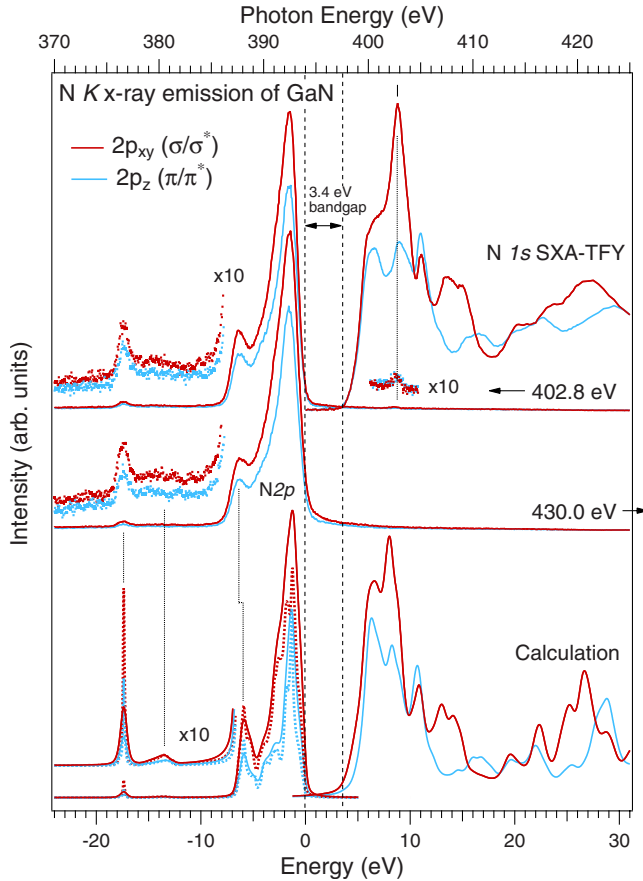 Photon Energy (eV)
370 380 390 400 410 420
N K x-ray emission of GaN
2pxy (σ/σ*)
2pz (π/π*)
3.4 eV
bandgap
N 1s SXA-TFY
x10
x10
402.8 eV
N2p
430.0 eV
Calculation
x10
Intensity (arb. units)
-20 -10 0 10 20 30
Energy (eV)